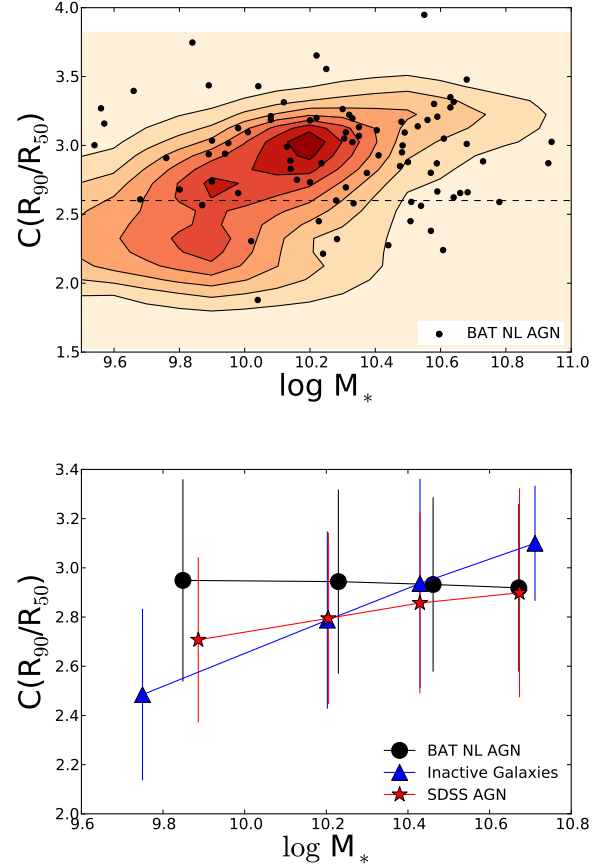 4.0
3.5
3.0
2.5
2.0
1.5
C(R90/R50)
BAT NL AGN
9.6 9.8 10.0 10.2 10.4 10.6 10.8 11.0
log M*
3.4
3.2
3.0
2.8
2.6
2.4
2.2
2.0
C(R90/R50)
BAT NL AGN
Inactive Galaxies
SDSS AGN
9.6 9.8 10.0 10.2 10.4 10.6 10.8
log M*